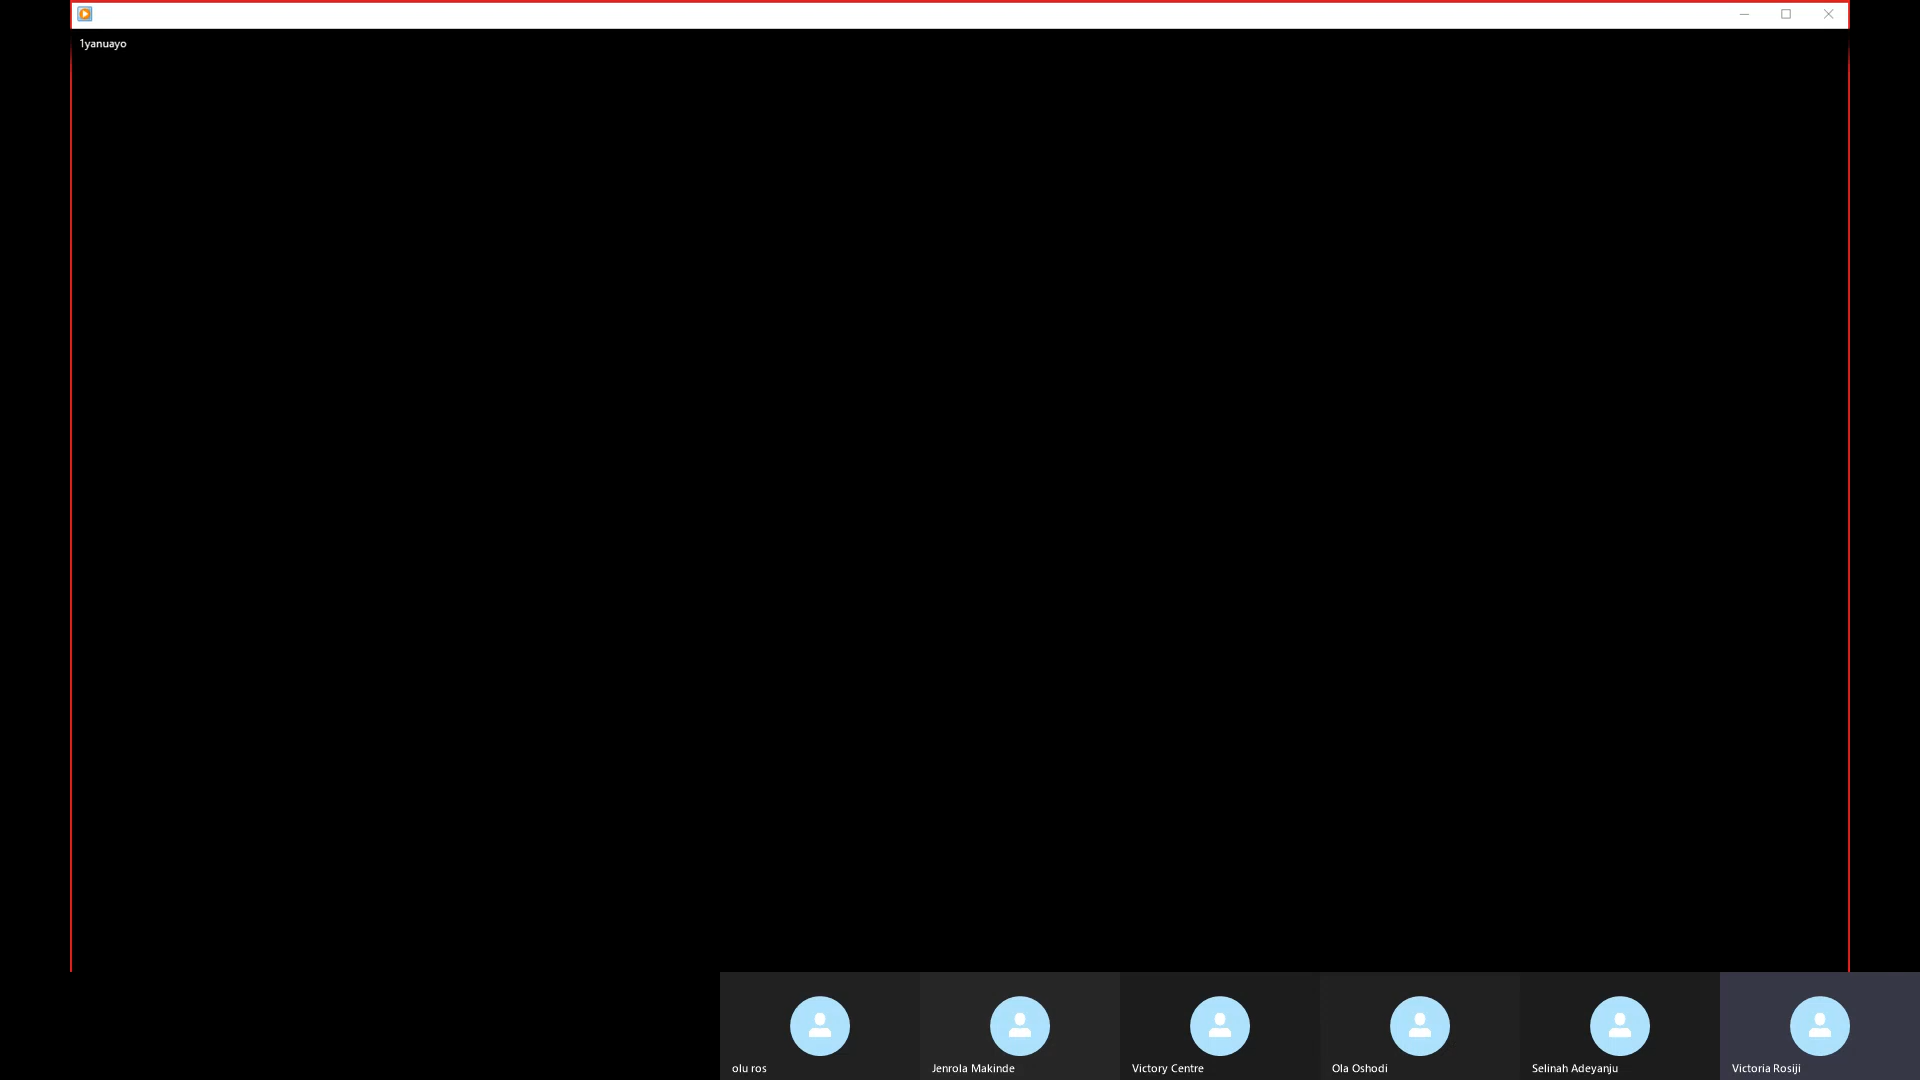 1yanuayo
olu ros
Jenrola Makinde
Victory Centre
Ola Oshodi
Selinah Adeyanju
Victoria Rosiji